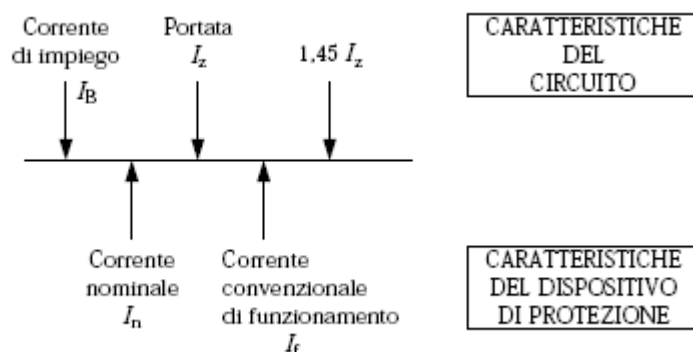 Corrente
di impiego
I_B
Portata
I_z
1,45 I_z
CARATTERISTICHE
DEL
CIRCUITO
Corrente
nominale
I_n
Corrente
convenzionale
di funzionamento
I_f
CARATTERISTICHE
DEL DISPOSITIVO
DI PROTEZIONE